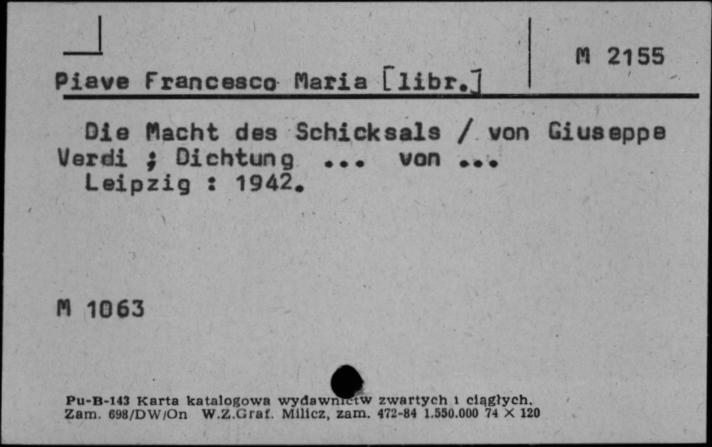 M 2155
Piave Francesco Maria [libr.]
Die Macht des Schicksals / von Giuseppe
Verdi ; Dichtung ... von ...
Leipzig : 1942.
M 1063
Pu-B-143 Karta katalogowa wydawnictw zwartych i ciągłych.
Zam. 698/DW/On W.Z.Graf. Milicz, zam. 472-84 1.550.000 74 × 120